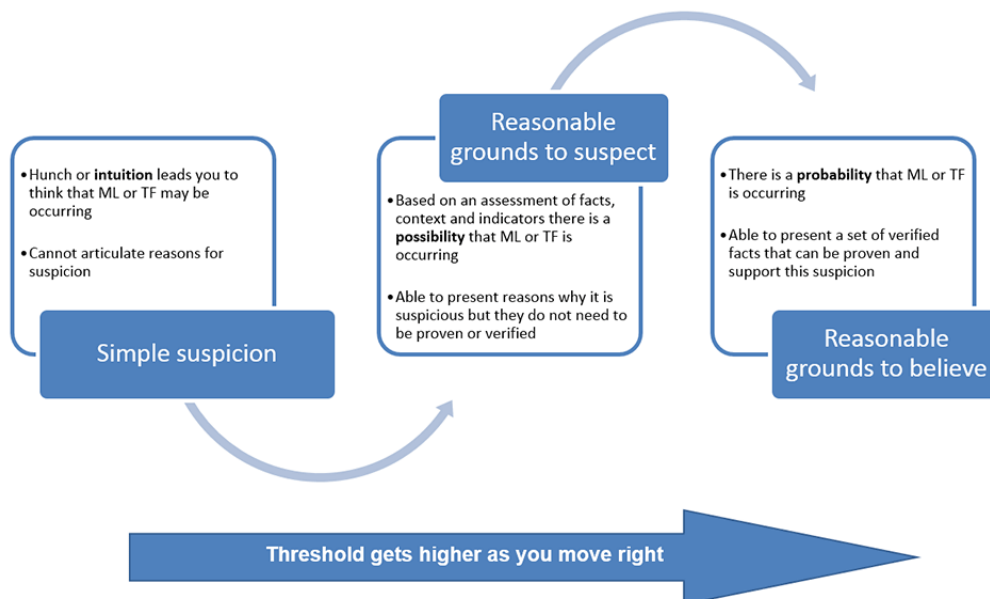 •Hunch or intuition leads you to
think that ML or TF may be
occurring
•Cannot articulate reasons for
suspicion
Simple suspicion
Reasonable
grounds to suspect
•Based on an assessment of facts,
context and indicators there is a
possibility that ML or TF is
occurring
•Able to present reasons why it is
suspicious but they do not need to
be proven or verified
•There is a probability that ML or TF
is occurring
•Able to present a set of verified
facts that can be proven and
support this suspicion
Reasonable
grounds to believe
Threshold gets higher as you move right